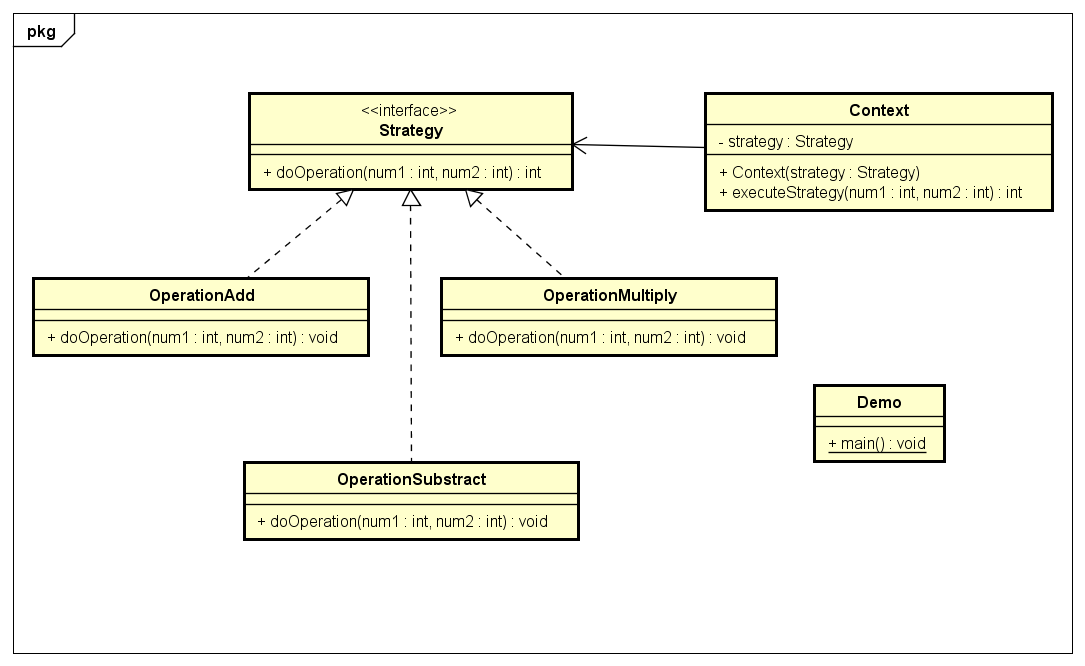 pkg
<<interface>>
Strategy
+ doOperation(num1 : int, num2 : int) : int
Context
- strategy : Strategy
+ Context(strategy : Strategy)
+ executeStrategy(num1 : int, num2 : int) : int
OperationAdd
+ doOperation(num1 : int, num2 : int) : void
OperationMultiply
+ doOperation(num1 : int, num2 : int) : void
Demo
+ main() : void
OperationSubstract
+ doOperation(num1 : int, num2 : int) : void